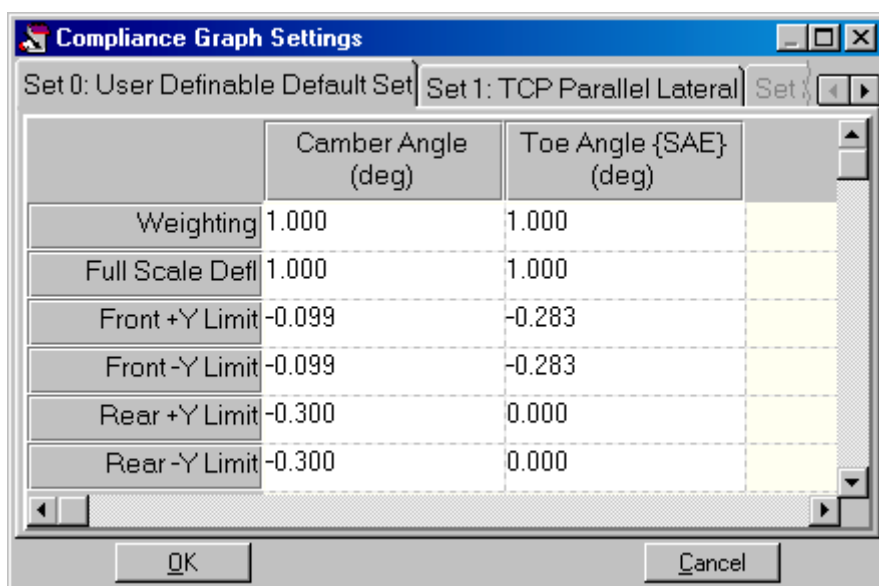 Compliance Graph Settings
Set 0: User Definable Default Set Set 1: TCP Parallel Lateral Set
Camber Angle (deg) Toe Angle {SAE} (deg)
Weighting 1.000 1.000
Full Scale Defl 1.000 1.000
Front +Y Limit -0.099 -0.283
Front -Y Limit -0.099 -0.283
Rear +Y Limit -0.300 0.000
Rear -Y Limit -0.300 0.000
OK Cancel